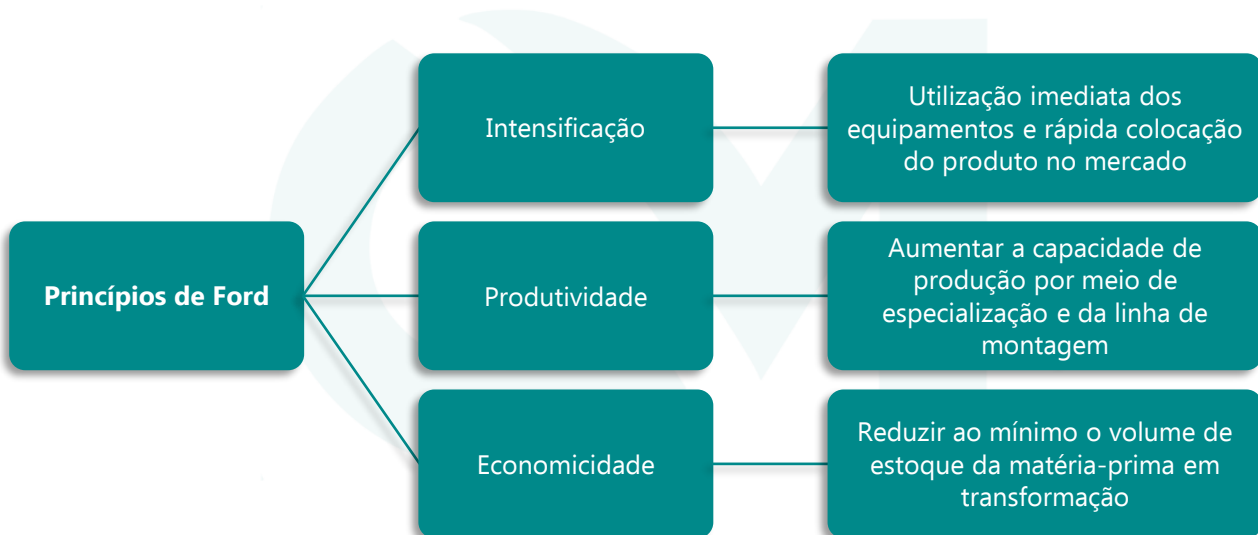 Princípios de Ford
Intensificação
Utilização imediata dos
equipamentos e rápida colocação
do produto no mercado
Produtividade
Aumentar a capacidade de
produção por meio de
especialização e da linha de
montagem
Economicidade
Reduzir ao mínimo o volume de
estoque da matéria-prima em
transformação